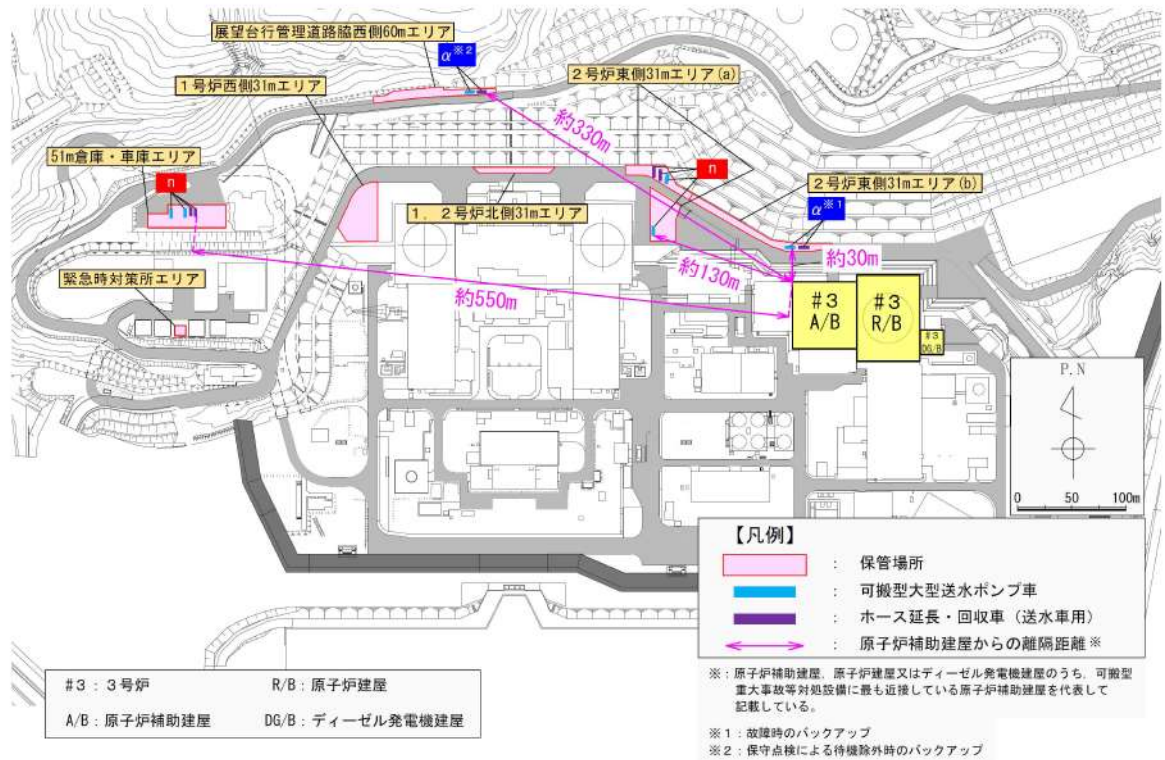 展望台行管理道路脇西側60mエリア
α※2
1号炉西側31mエリア
2号炉東側31mエリア(a)
約330m
51m倉庫・車庫エリア
n
n
2号炉東側31mエリア(b)
1，2号炉北側31mエリア
α※1
約30m
約130m
緊急時対策所エリア
約550m
#3
A/B
#3
R/B
#3
DG/B
P.N
0 50 100m
【凡例】
： 保管場所
： 可搬型大型送水ポンプ車
： ホース延長・回収車（送水車用）
： 原子炉補助建屋からの離隔距離※
※：原子炉補助建屋，原子炉建屋又はディーゼル発電機建屋のうち，可搬型
重大事故等対処設備に最も近接している原子炉補助建屋を代表して
記載している。
※1：故障時のバックアップ
※2：保守点検による待機除外時のバックアップ
#3：3号炉 R/B：原子炉建屋
A/B：原子炉補助建屋 DG/B：ディーゼル発電機建屋